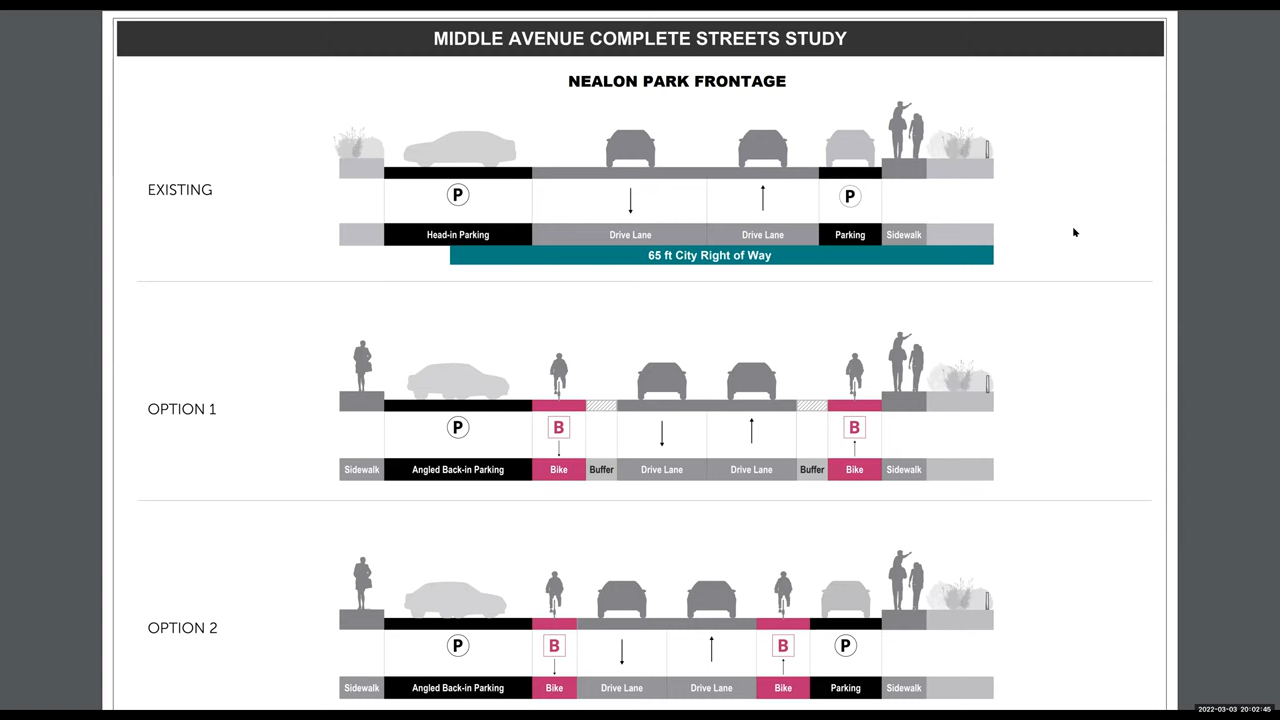 MIDDLE AVENUE COMPLETE STREETS STUDY
NEALON PARK FRONTAGE
EXISTING
P
P
Head-in Parking Drive Lane Drive Lane Parking Sidewalk
65 ft City Right of Way
OPTION 1
P B B
Sidewalk Angled Back-in Parking Bike Buffer Drive Lane Drive Lane Buffer Bike Sidewalk
OPTION 2
P B B P
Sidewalk Angled Back-in Parking Bike Drive Lane Drive Lane Bike Parking Sidewalk
2022-03-03 20:02:45